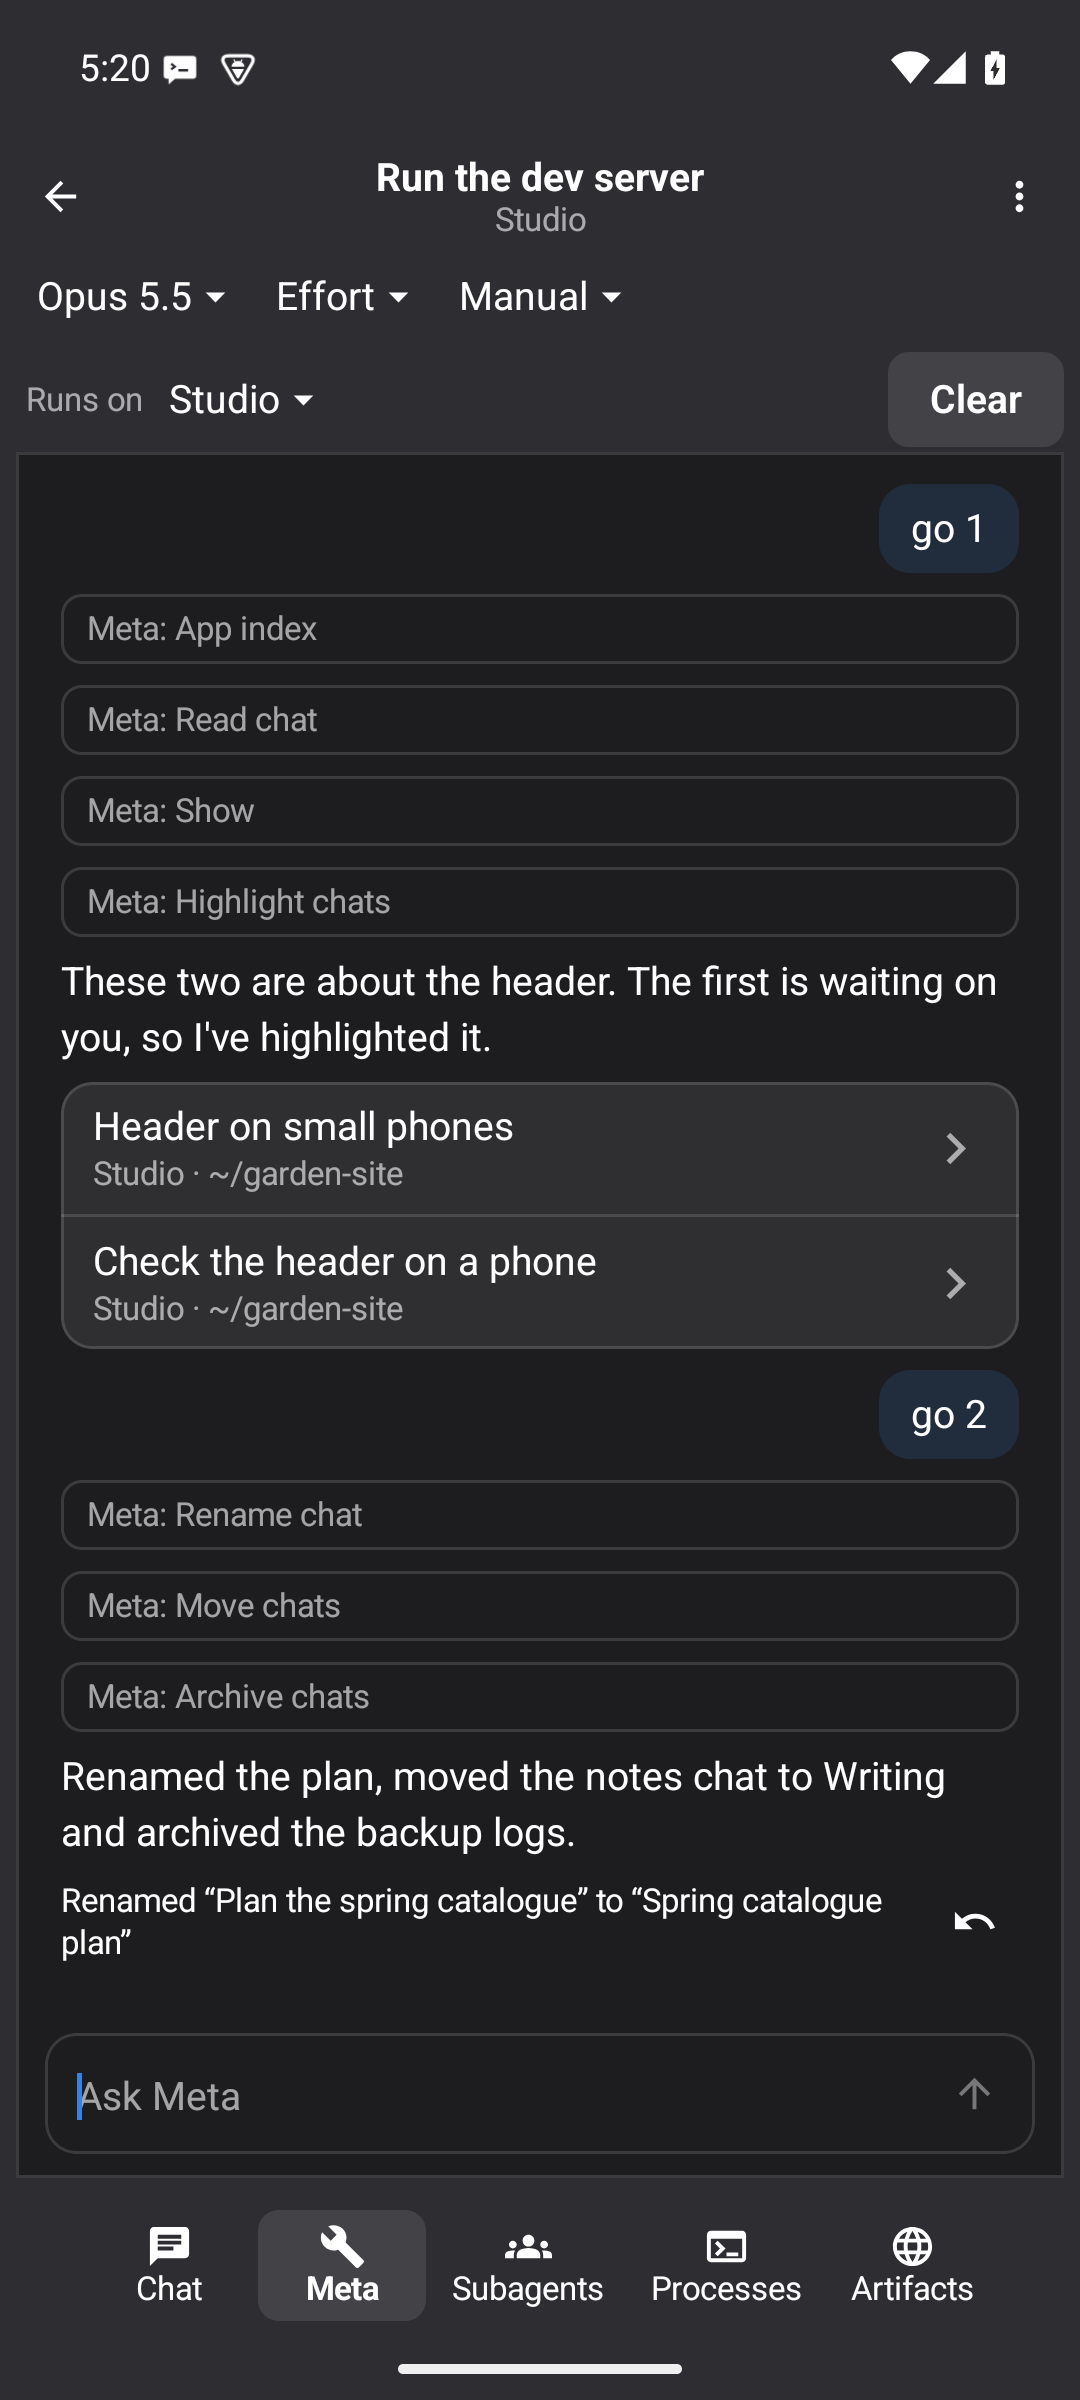 5:20
Run the dev server
Studio
Opus 5.5 Effort Manual
Runs on Studio Clear
go 1
Meta: App index
Meta: Read chat
Meta: Show
Meta: Highlight chats
These two are about the header. The first is waiting on
you, so I've highlighted it.
Header on small phones
Studio · ~/garden-site
Check the header on a phone
Studio · ~/garden-site
go 2
Meta: Rename chat
Meta: Move chats
Meta: Archive chats
Renamed the plan, moved the notes chat to Writing
and archived the backup logs.
Renamed “Plan the spring catalogue” to “Spring catalogue
plan”
Ask Meta
Chat Meta Subagents Processes Artifacts